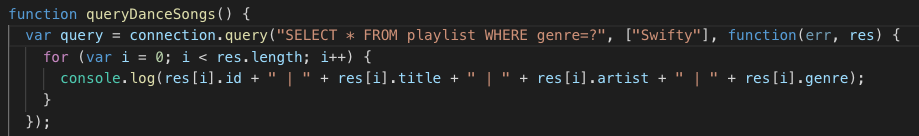 function queryDanceSongs() {
var query = connection.query("SELECT * FROM playlist WHERE genre=?", ["Swifty"], function(err, res) {
for (var i = 0; i < res.length; i++) {
console.log(res[i].id + " | " + res[i].title + " | " + res[i].artist + " | " + res[i].genre);
}
});